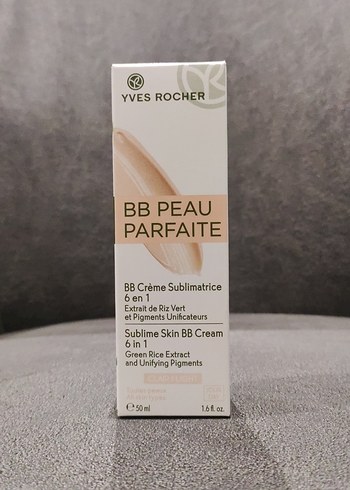 YVES ROCHER
BB PEAU
PARFAITE
BB Crème Sublimatrice
6 en 1
Extrait de Riz Vert
et Pigments Unificateurs
Sublime Skin BB Cream
6 in 1
Green Rice Extract
and Unifying Pigments
℮ 50 ml 1.6 fl. oz.